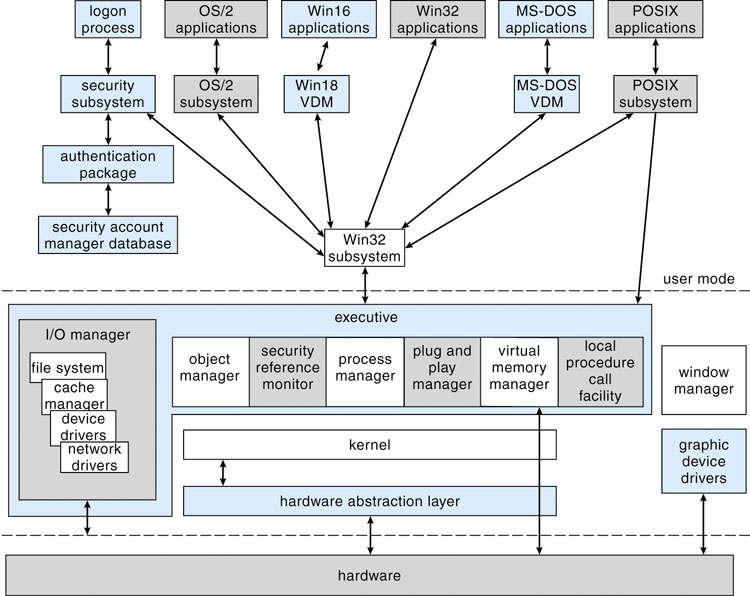 logon
process
OS/2
applications
Win16
applications
Win32
applications
MS-DOS
applications
POSIX
applications
security
subsystem
OS/2
subsystem
Win18
VDM
MS-DOS
VDM
POSIX
subsystem
authentication
package
security account
manager database
Win32
subsystem
user mode
executive
I/O manager
file system
cache
manager
device
drivers
network
drivers
object
manager
security
reference
monitor
process
manager
plug and
play
manager
virtual
memory
manager
local
procedure
call
facility
window
manager
kernel
graphic
device
drivers
hardware abstraction layer
hardware